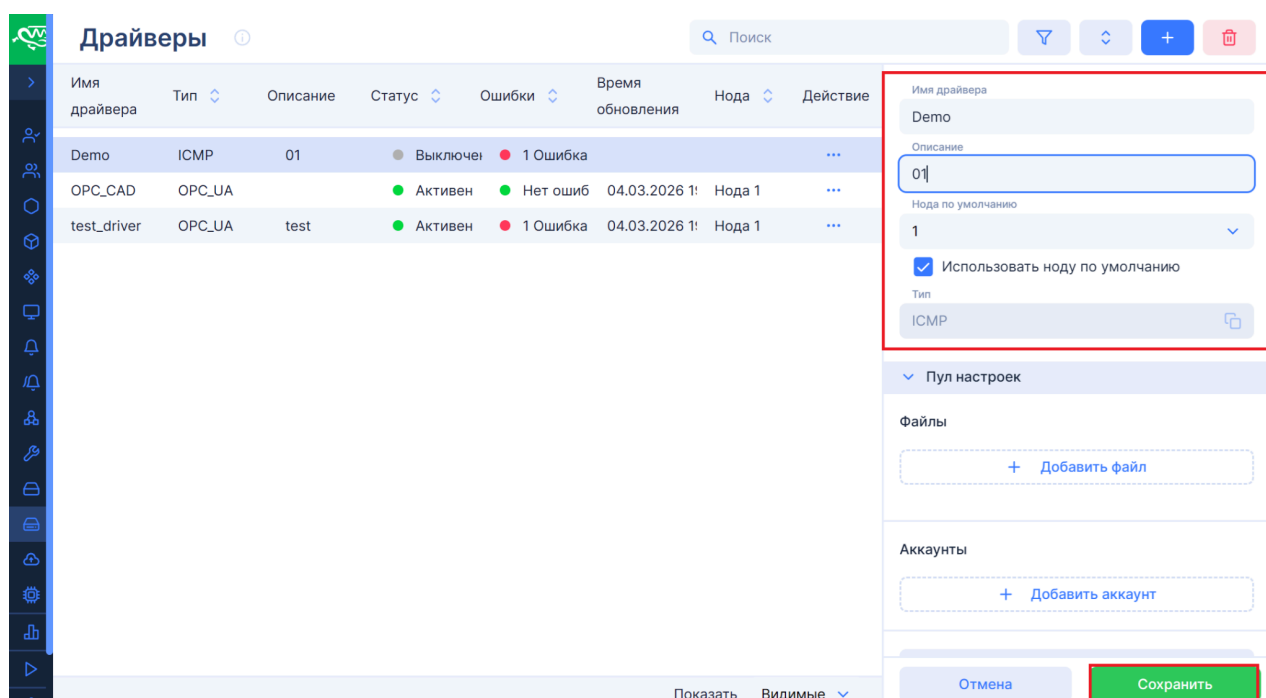 Драйверы
Поиск
Имя драйвера
Тип
Описание
Статус
Ошибки
Время обновления
Нода
Действие
Demo ICMP 01 Выключен 1 Ошибка ...
OPC_CAD OPC_UA Активен Нет ошиб 04.03.2026 Нода 1 ...
test_driver OPC_UA test Активен 1 Ошибка 04.03.2026 Нода 1 ...
Имя драйвера
Demo
Описание
01
Нода по умолчанию
1
Использовать ноду по умолчанию
Тип
ICMP
Пул настроек
Файлы
+ Добавить файл
Аккаунты
+ Добавить аккаунт
Отмена
Сохранить
Показать Видимые